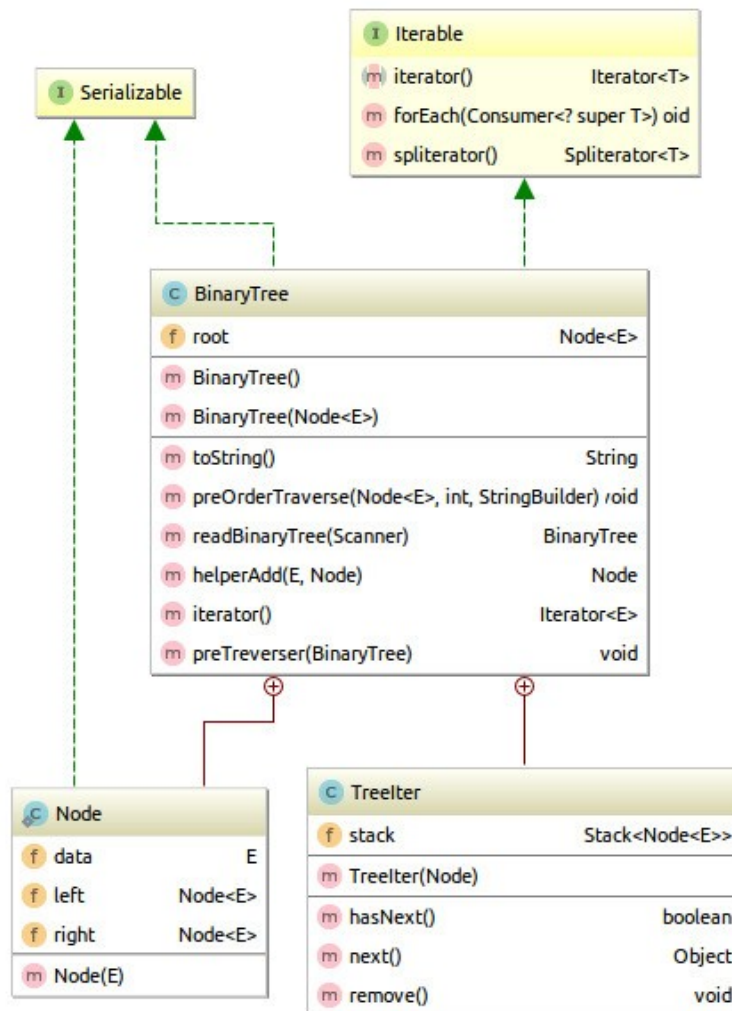 I Iterable
m iterator() Iterator<T>
m forEach(Consumer<? super T>) oid
m spliterator() Spliterator<T>
I Serializable
C BinaryTree
f root Node<E>
m BinaryTree()
m BinaryTree(Node<E>)
m toString() String
m preOrderTraverse(Node<E>, int, StringBuilder) void
m readBinaryTree(Scanner) BinaryTree
m helperAdd(E, Node) Node
m iterator() Iterator<E>
m preTreverser(BinaryTree) void
C Node
f data E
f left Node<E>
f right Node<E>
m Node(E)
C TreeIter
f stack Stack<Node<E>>
m TreeIter(Node)
m hasNext() boolean
m next() Object
m remove() void